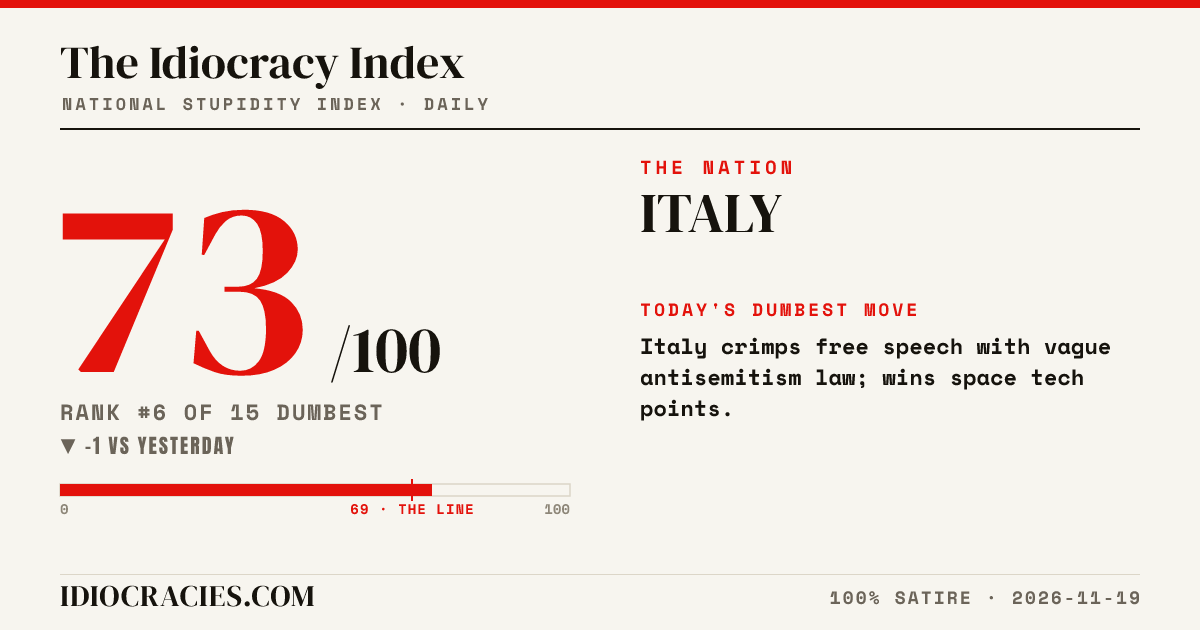 The Idiocracy Index
NATIONAL STUPIDITY INDEX · DAILY
73 /100
RANK #6 OF 15 DUMBEST
▼ -1 VS YESTERDAY
0
69 · THE LINE
100
THE NATION
ITALY
TODAY'S DUMBEST MOVE
Italy crimps free speech with vague
antisemitism law; wins space tech
points.
IDIOCRACIES.COM
100% SATIRE · 2026-11-19